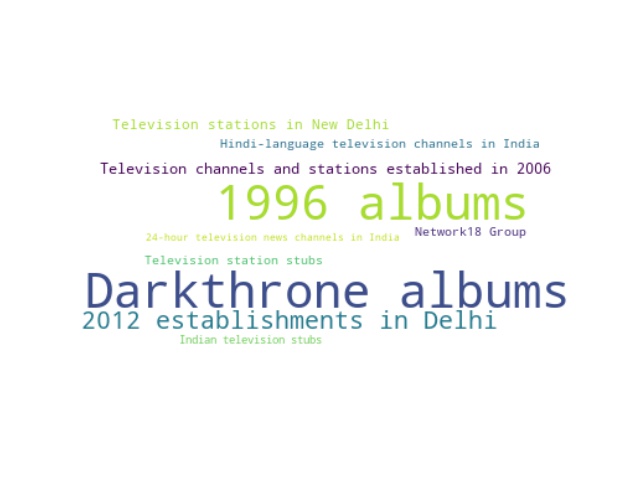 Television stations in New Delhi
Hindi-language television channels in India
Television channels and stations established in 2006
1996 albums
Network18 Group
24-hour television news channels in India
Television station stubs
Darkthrone albums
2012 establishments in Delhi
Indian television stubs